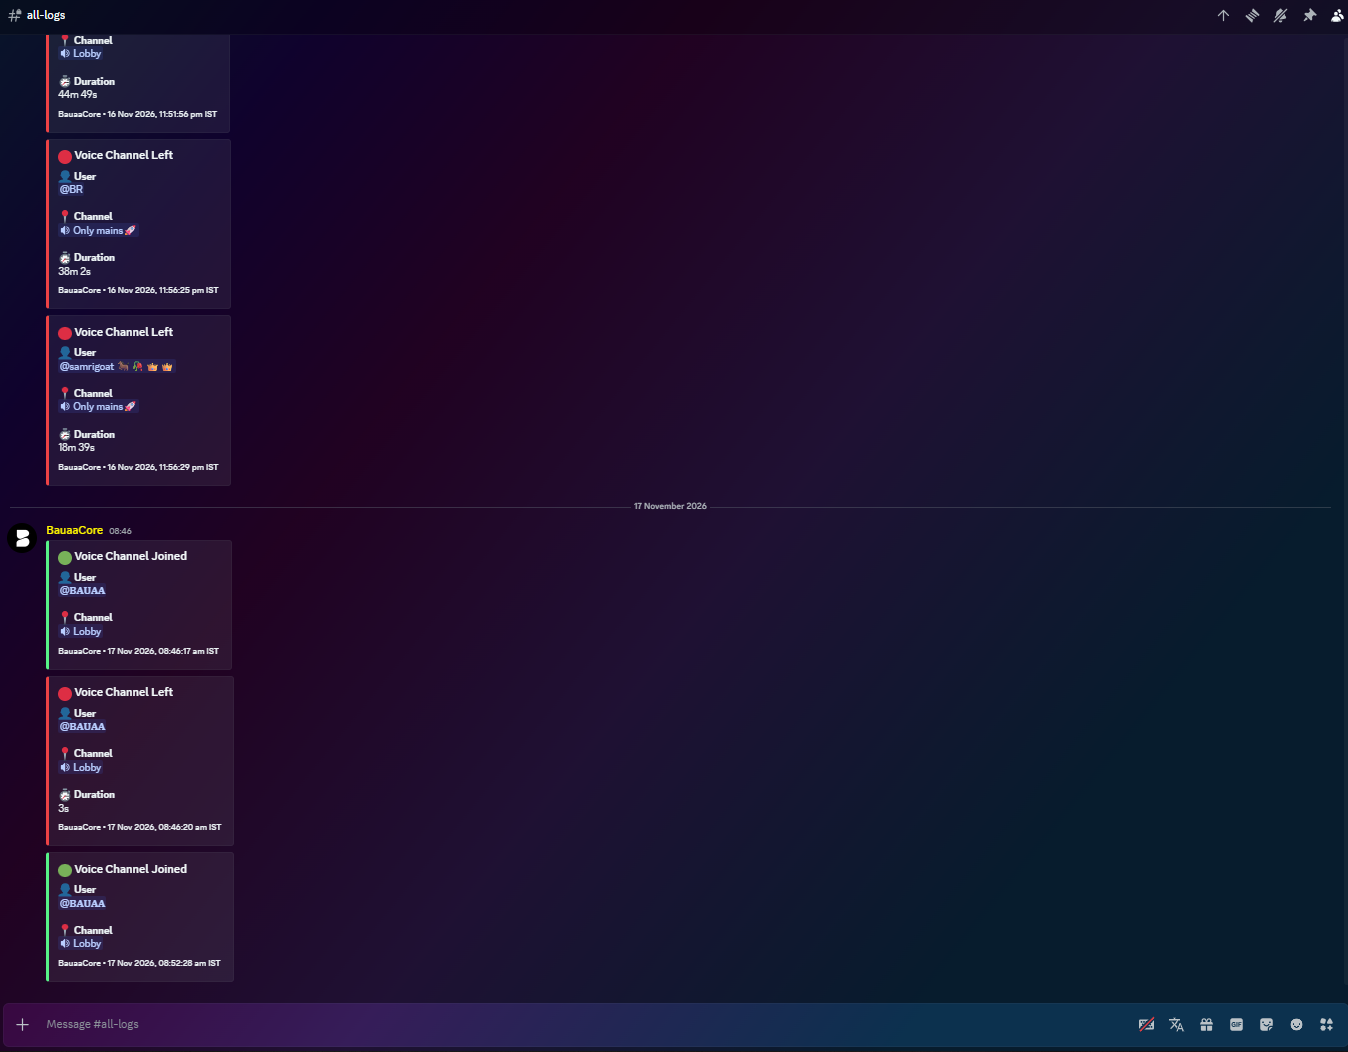 all-logs
Channel
Lobby
Duration
44m 49s
BauaaCore • 16 Nov 2026, 11:51:56 pm IST
Voice Channel Left
User
@BR
Channel
Only mains🚀
Duration
38m 2s
BauaaCore • 16 Nov 2026, 11:56:25 pm IST
Voice Channel Left
User
@samrigoat 🐎 🥀 👑 👑
Channel
Only mains🚀
Duration
18m 39s
BauaaCore • 16 Nov 2026, 11:56:29 pm IST
17 November 2026
BauaaCore 08:46
Voice Channel Joined
User
@BAUAA
Channel
Lobby
BauaaCore • 17 Nov 2026, 08:46:17 am IST
Voice Channel Left
User
@BAUAA
Channel
Lobby
Duration
3s
BauaaCore • 17 Nov 2026, 08:46:20 am IST
Voice Channel Joined
User
@BAUAA
Channel
Lobby
BauaaCore • 17 Nov 2026, 08:52:28 am IST
Message #all-logs
GIF